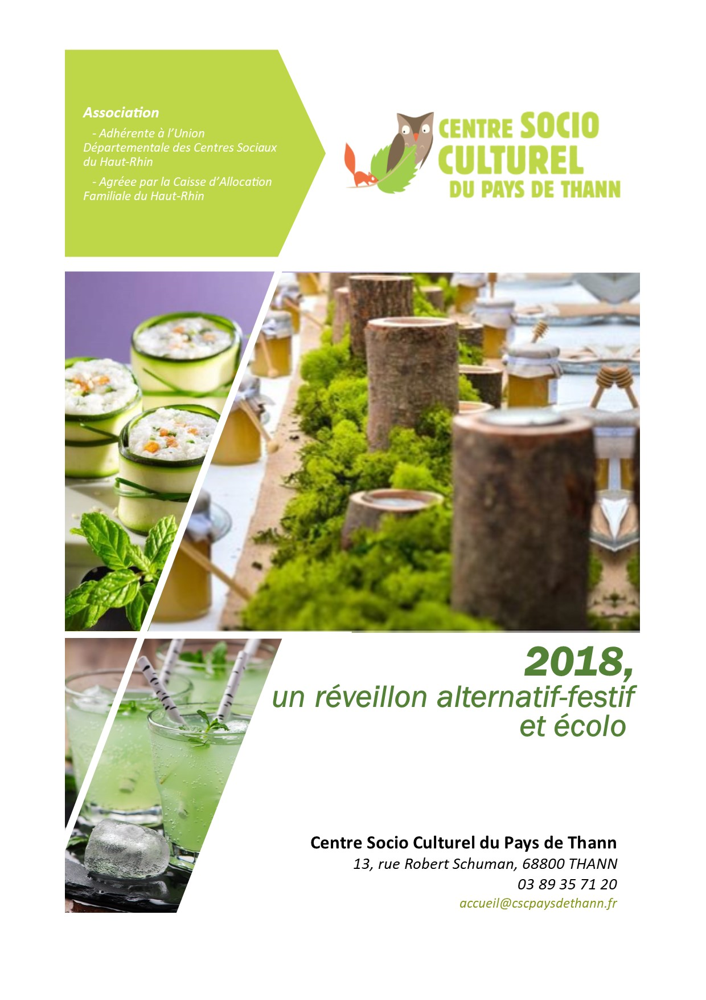 Association
- Adhérente à l’Union
Départementale des Centres Sociaux
du Haut-Rhin
- Agréee par la Caisse d’Allocation
Familiale du Haut-Rhin
CENTRE SOCIO
CULTUREL
DU PAYS DE THANN
2018,
un réveillon alternatif-festif
et écolo
Centre Socio Culturel du Pays de Thann
13, rue Robert Schuman, 68800 THANN
03 89 35 71 20
accueil@cscpaysdethann.fr